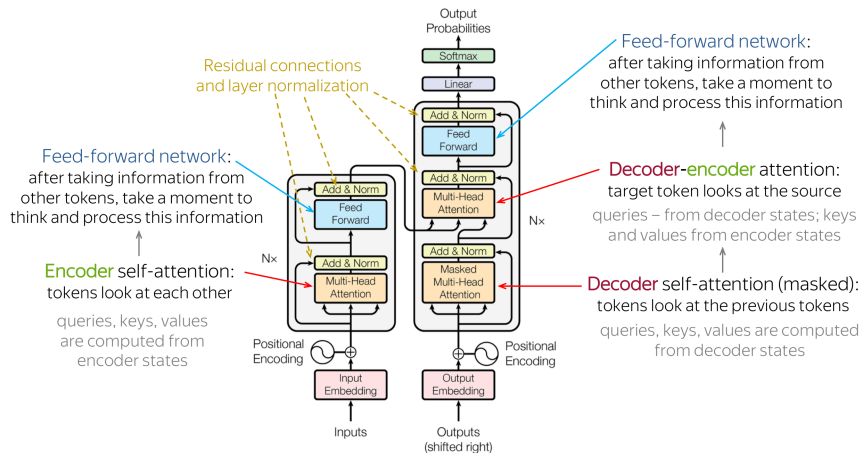 Output
Probabilities
Softmax
Linear
Add & Norm
Feed
Forward
Add & Norm
Multi-Head
Attention
Add & Norm
Masked
Multi-Head
Attention
Nx
Positional
Encoding
Output
Embedding
Outputs
(shifted right)
Residual connections
and layer normalization
Add & Norm
Feed
Forward
Add & Norm
Multi-Head
Attention
Nx
Positional
Encoding
Input
Embedding
Inputs
Feed-forward network:
after taking information from
other tokens, take a moment to
think and process this information
Encoder self-attention:
tokens look at each other
queries, keys, values
are computed from
encoder states
Feed-forward network:
after taking information from
other tokens, take a moment to
think and process this information
Decoder-encoder attention:
target token looks at the source
queries – from decoder states; keys
and values from encoder states
Decoder self-attention (masked):
tokens look at the previous tokens
queries, keys, values are computed
from decoder states